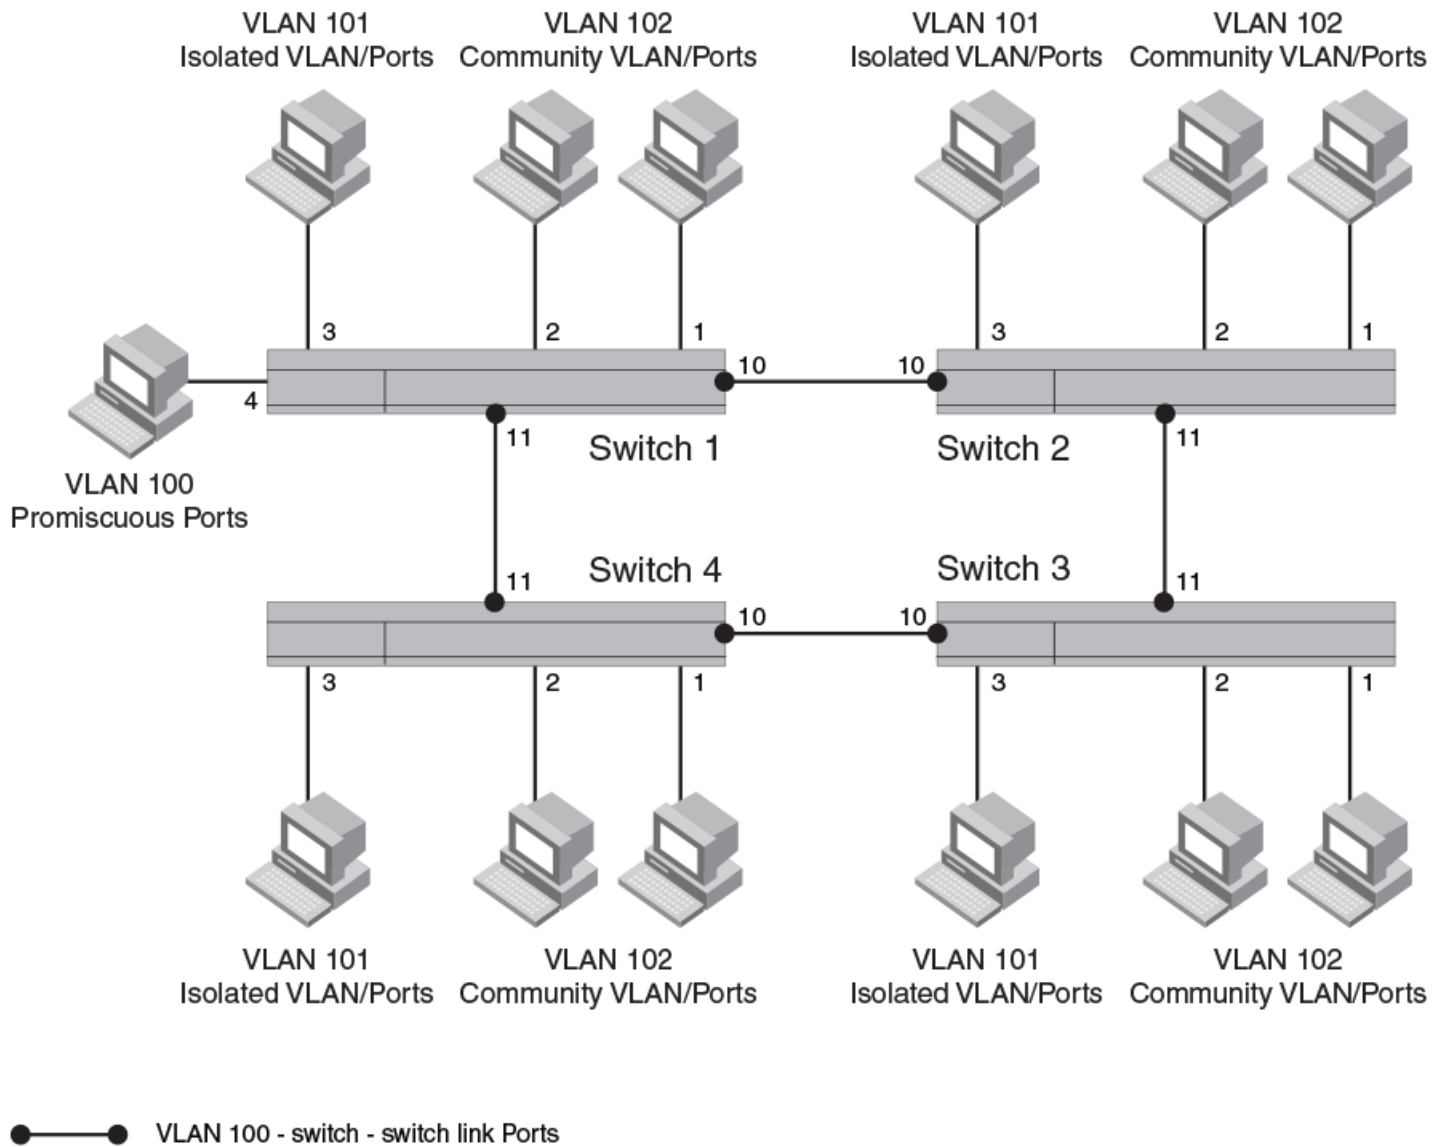 VLAN 101
Isolated VLAN/Ports
VLAN 102
Community VLAN/Ports
VLAN 101
Isolated VLAN/Ports
VLAN 102
Community VLAN/Ports
3
2
1
3
2
1
4
10
10
11
Switch 1
Switch 2
11
VLAN 100
Promiscuous Ports
11
Switch 4
Switch 3
11
10
10
3
2
1
3
2
1
VLAN 101
Isolated VLAN/Ports
VLAN 102
Community VLAN/Ports
VLAN 101
Isolated VLAN/Ports
VLAN 102
Community VLAN/Ports
VLAN 100 - switch - switch link Ports